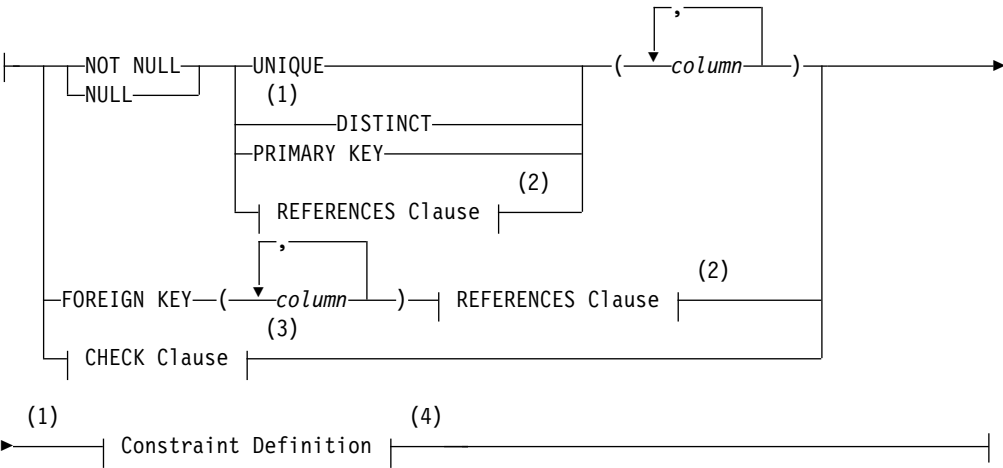 ,
NOT NULL UNIQUE ( column )
NULL (1)
DISTINCT
PRIMARY KEY
(2)
REFERENCES Clause
,
(2)
FOREIGN KEY ( column ) REFERENCES Clause
(3)
CHECK Clause
(1) (4)
Constraint Definition